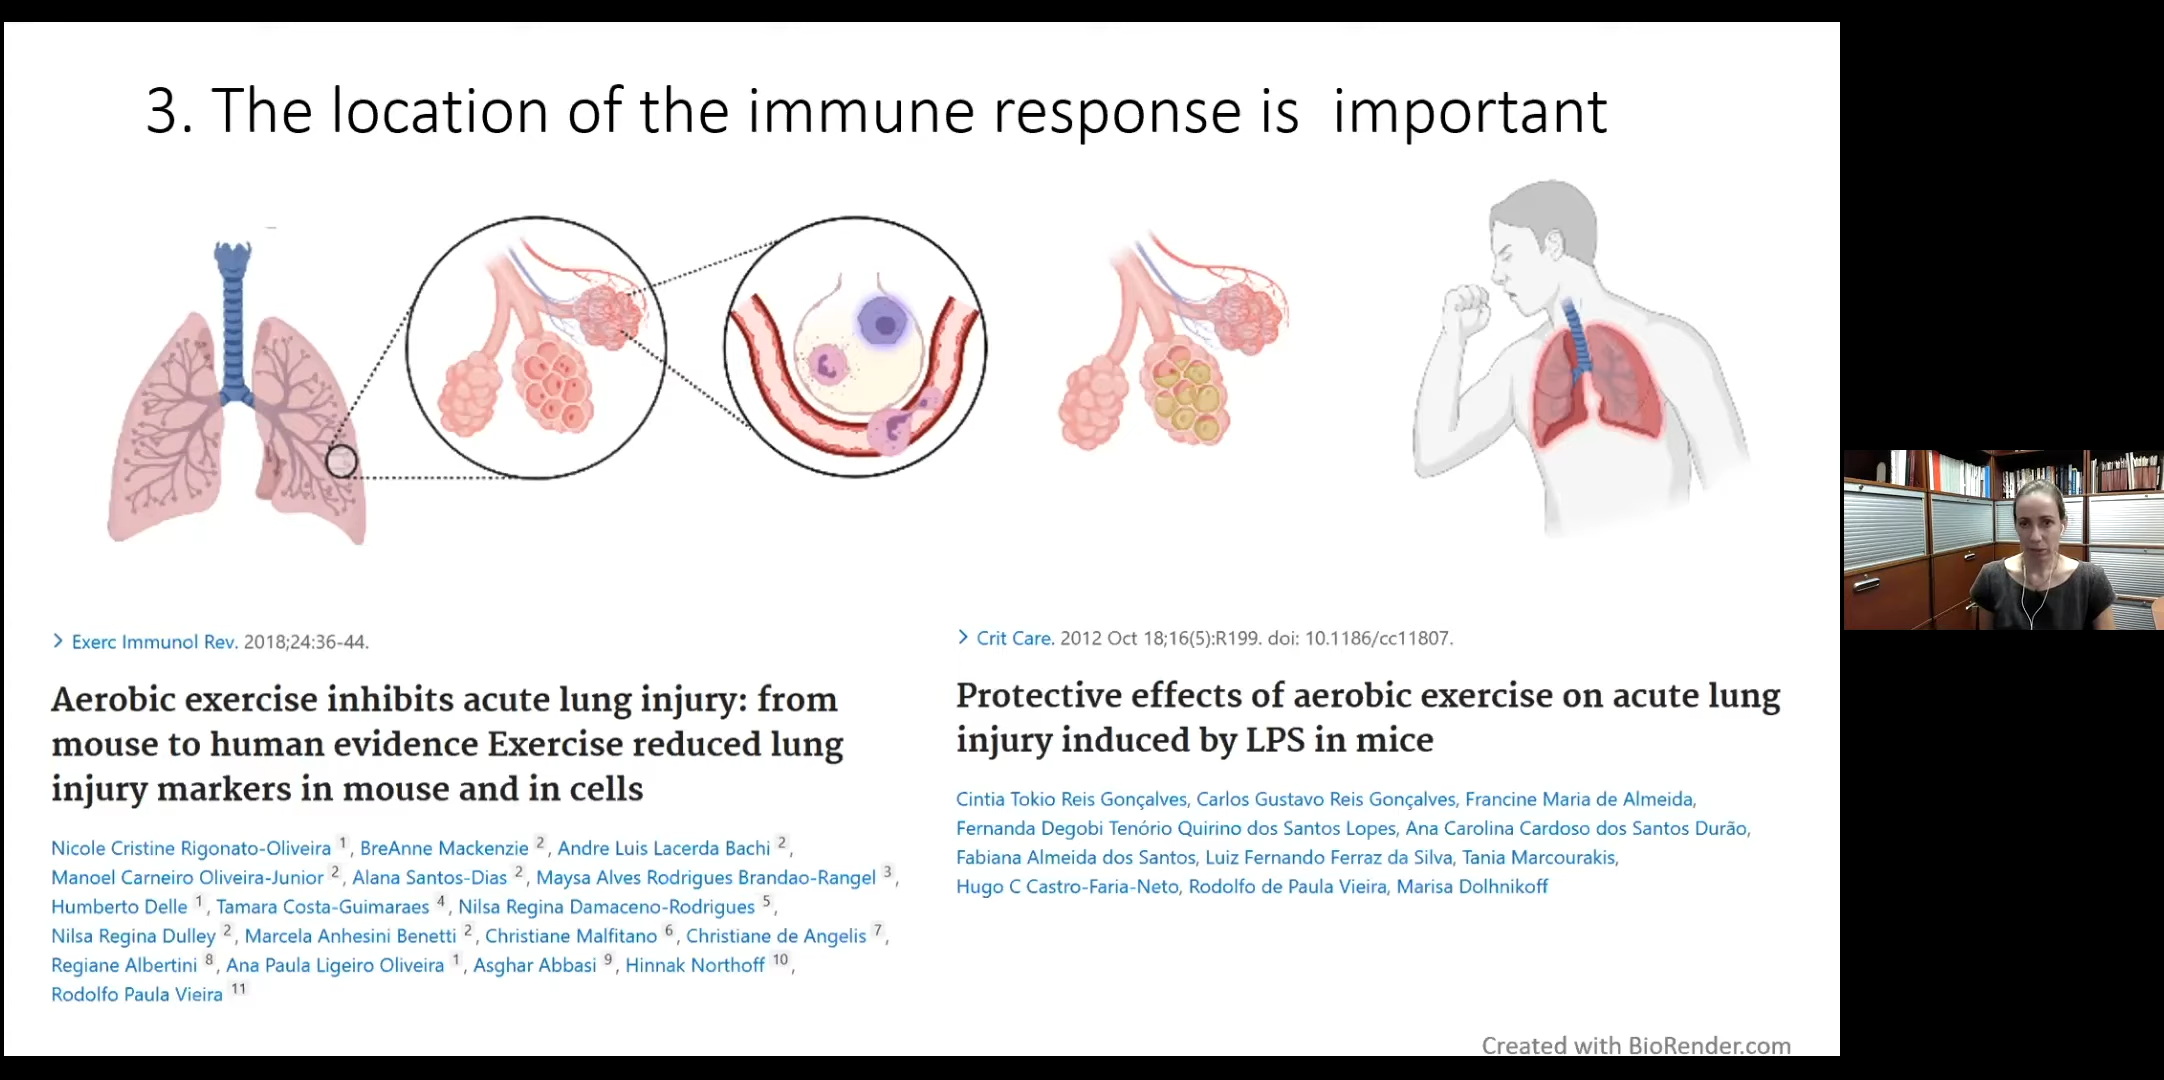 3. The location of the immune response is  important
> Exerc Immunol Rev. 2018;24:36-44.
Aerobic exercise inhibits acute lung injury: from
mouse to human evidence Exercise reduced lung
injury markers in mouse and in cells
Nicole Cristine Rigonato-Oliveira 1, BreAnne Mackenzie 2, Andre Luis Lacerda Bachi 2,
Manoel Carneiro Oliveira-Junior 2, Alana Santos-Dias 2, Maysa Alves Rodrigues Brandao-Rangel 3,
Humberto Delle 1, Tamara Costa-Guimaraes 4, Nilsa Regina Damaceno-Rodrigues 5,
Nilsa Regina Dulley 2, Marcela Anhesini Benetti 2, Christiane Malfitano 6, Christiane de Angelis 7,
Regiane Albertini 8, Ana Paula Ligeiro Oliveira 1, Asghar Abbasi 9, Hinnak Northoff 10,
Rodolfo Paula Vieira 11
> Crit Care. 2012 Oct 18;16(5):R199. doi: 10.1186/cc11807.
Protective effects of aerobic exercise on acute lung
injury induced by LPS in mice
Cintia Tokio Reis Gonçalves, Carlos Gustavo Reis Gonçalves, Francine Maria de Almeida,
Fernanda Degobi Tenório Quirino dos Santos Lopes, Ana Carolina Cardoso dos Santos Durão,
Fabiana Almeida dos Santos, Luiz Fernando Ferraz da Silva, Tania Marcourakis,
Hugo C Castro-Faria-Neto, Rodolfo de Paula Vieira, Marisa Dolhnikoff
Created with BioRender.com